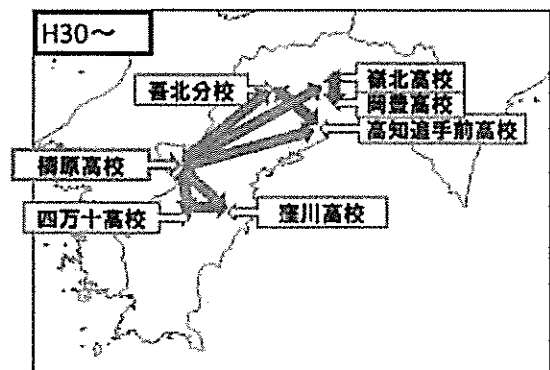 H30～
吾北分校
嶺北高校
岡豊高校
高知追手前高校
檮原高校
四万十高校
窪川高校